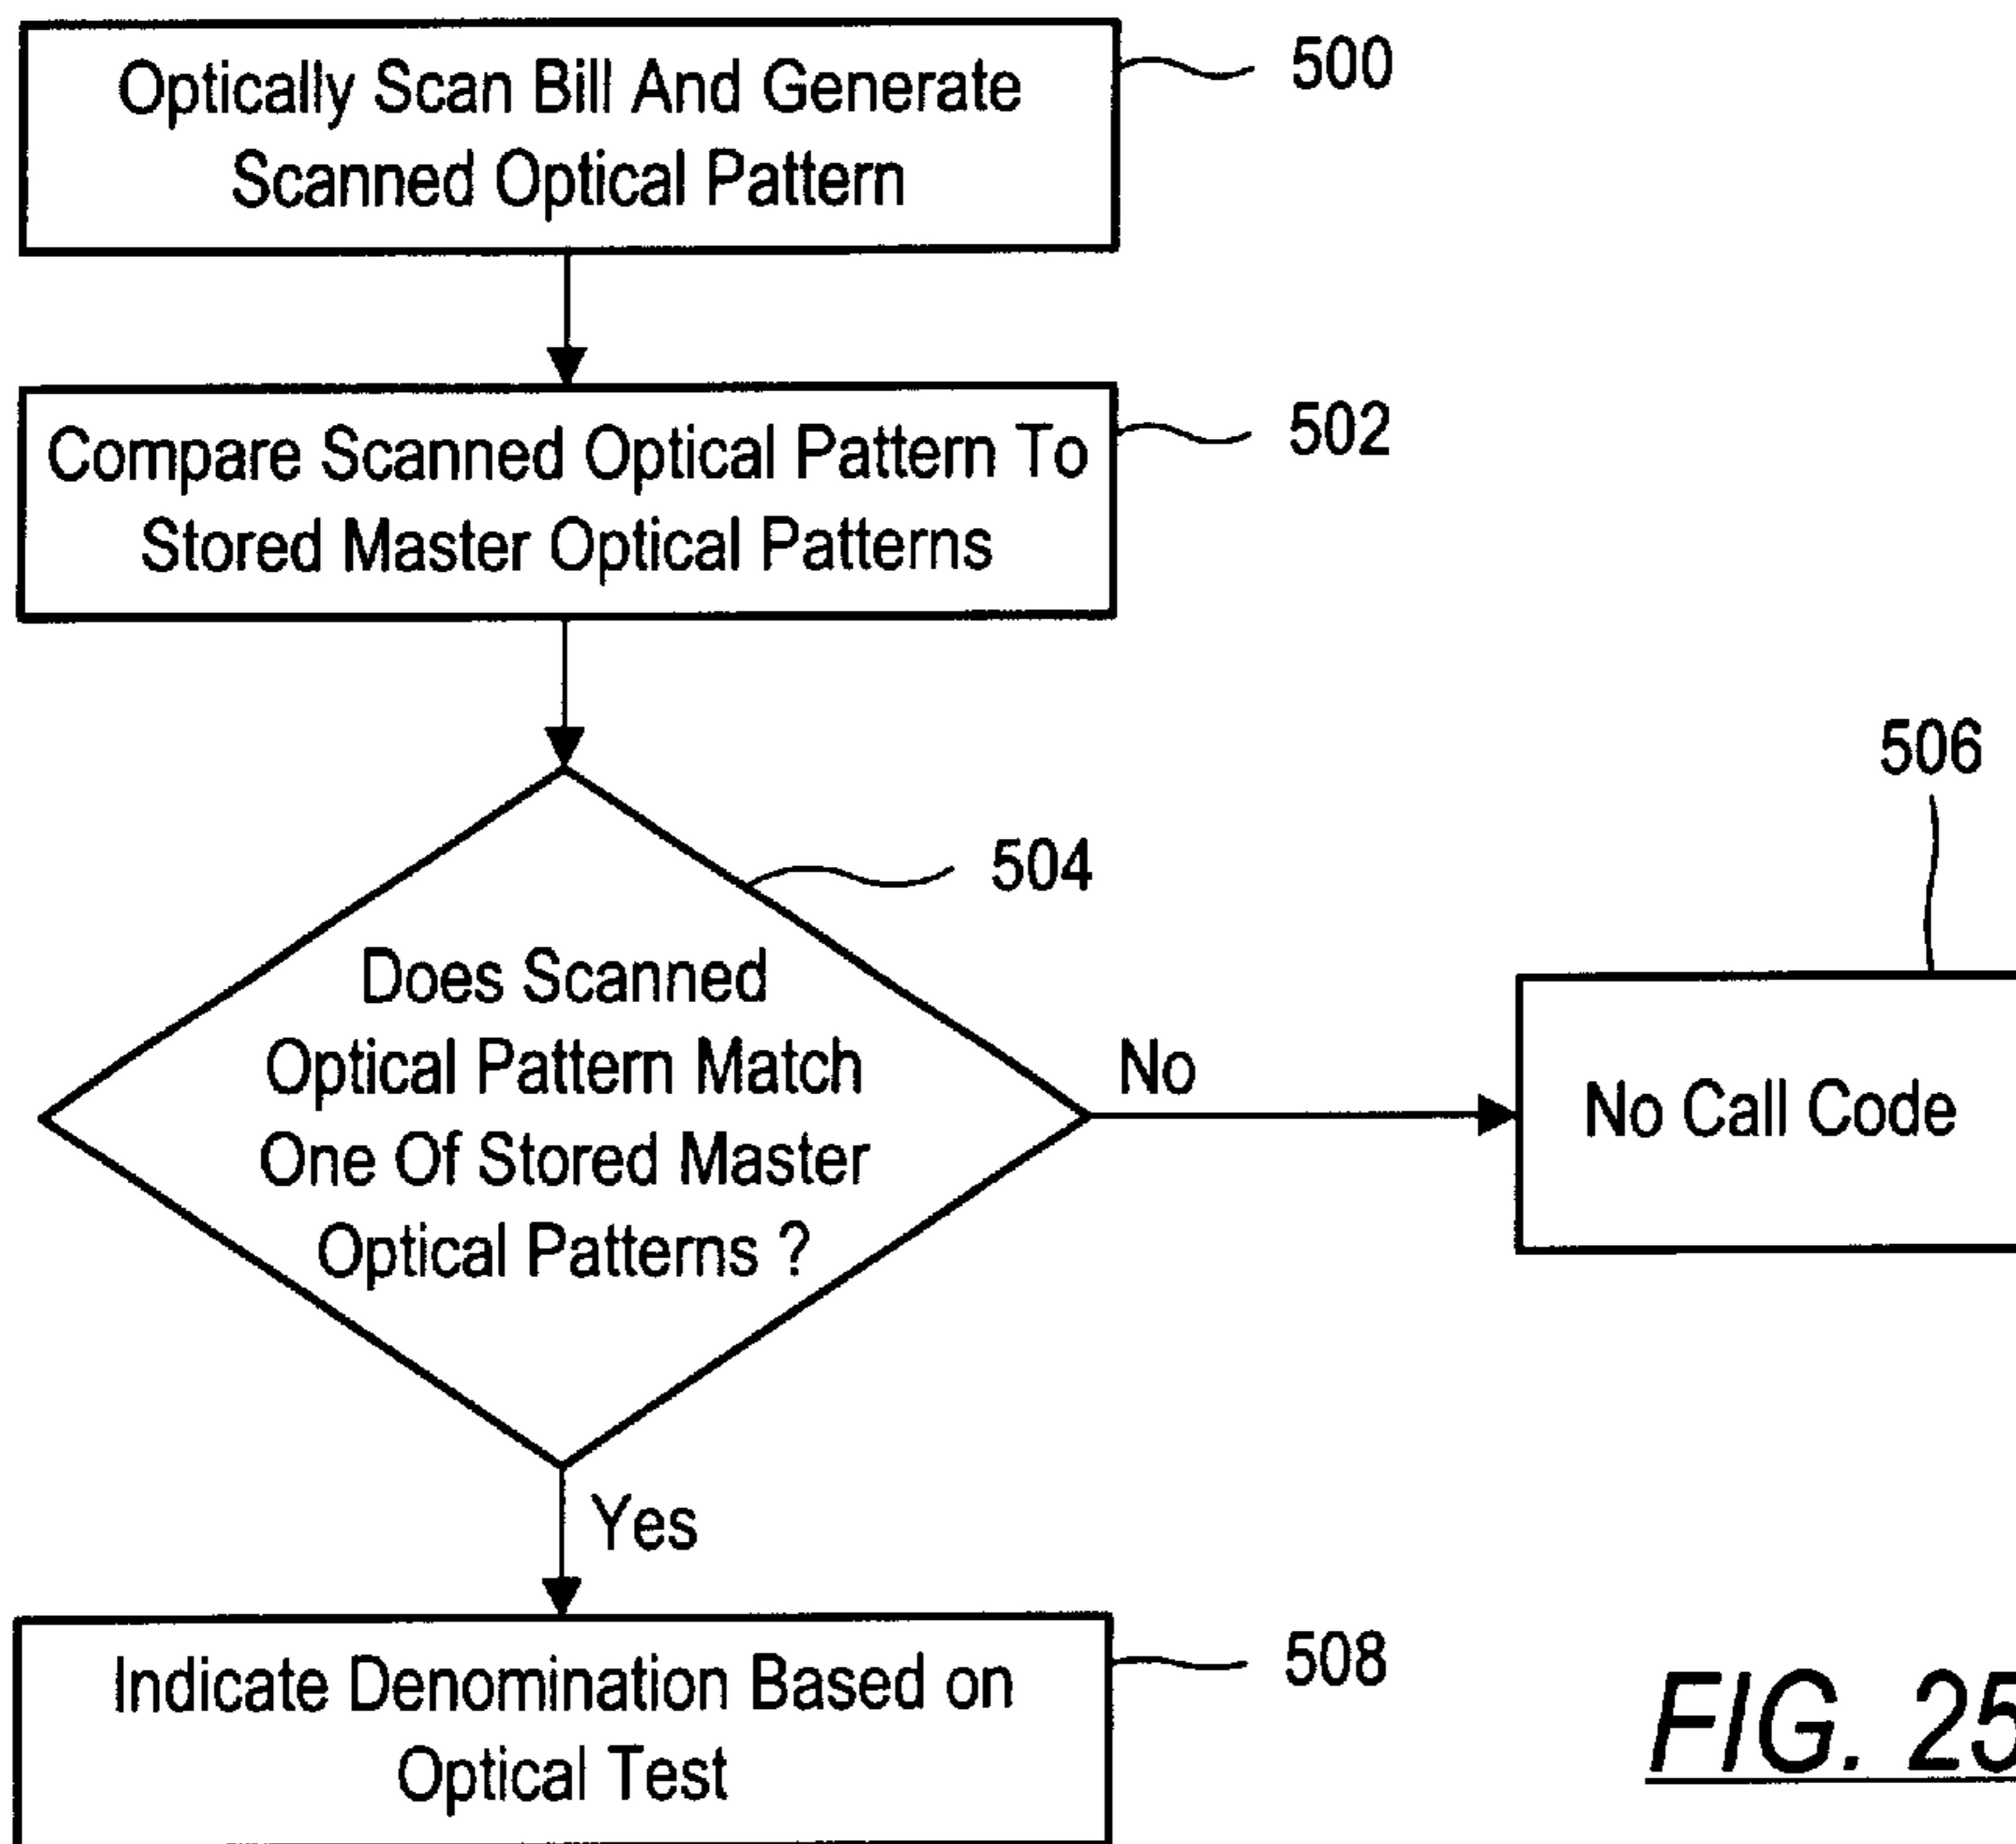 Optically Scan Bill And Generate
Scanned Optical Pattern
500
Compare Scanned Optical Pattern To
Stored Master Optical Patterns
502
506
504
Does Scanned
Optical Pattern Match
One Of Stored Master
Optical Patterns ?
No
No Call Code
Yes
Indicate Denomination Based on
Optical Test
508
FIG. 25